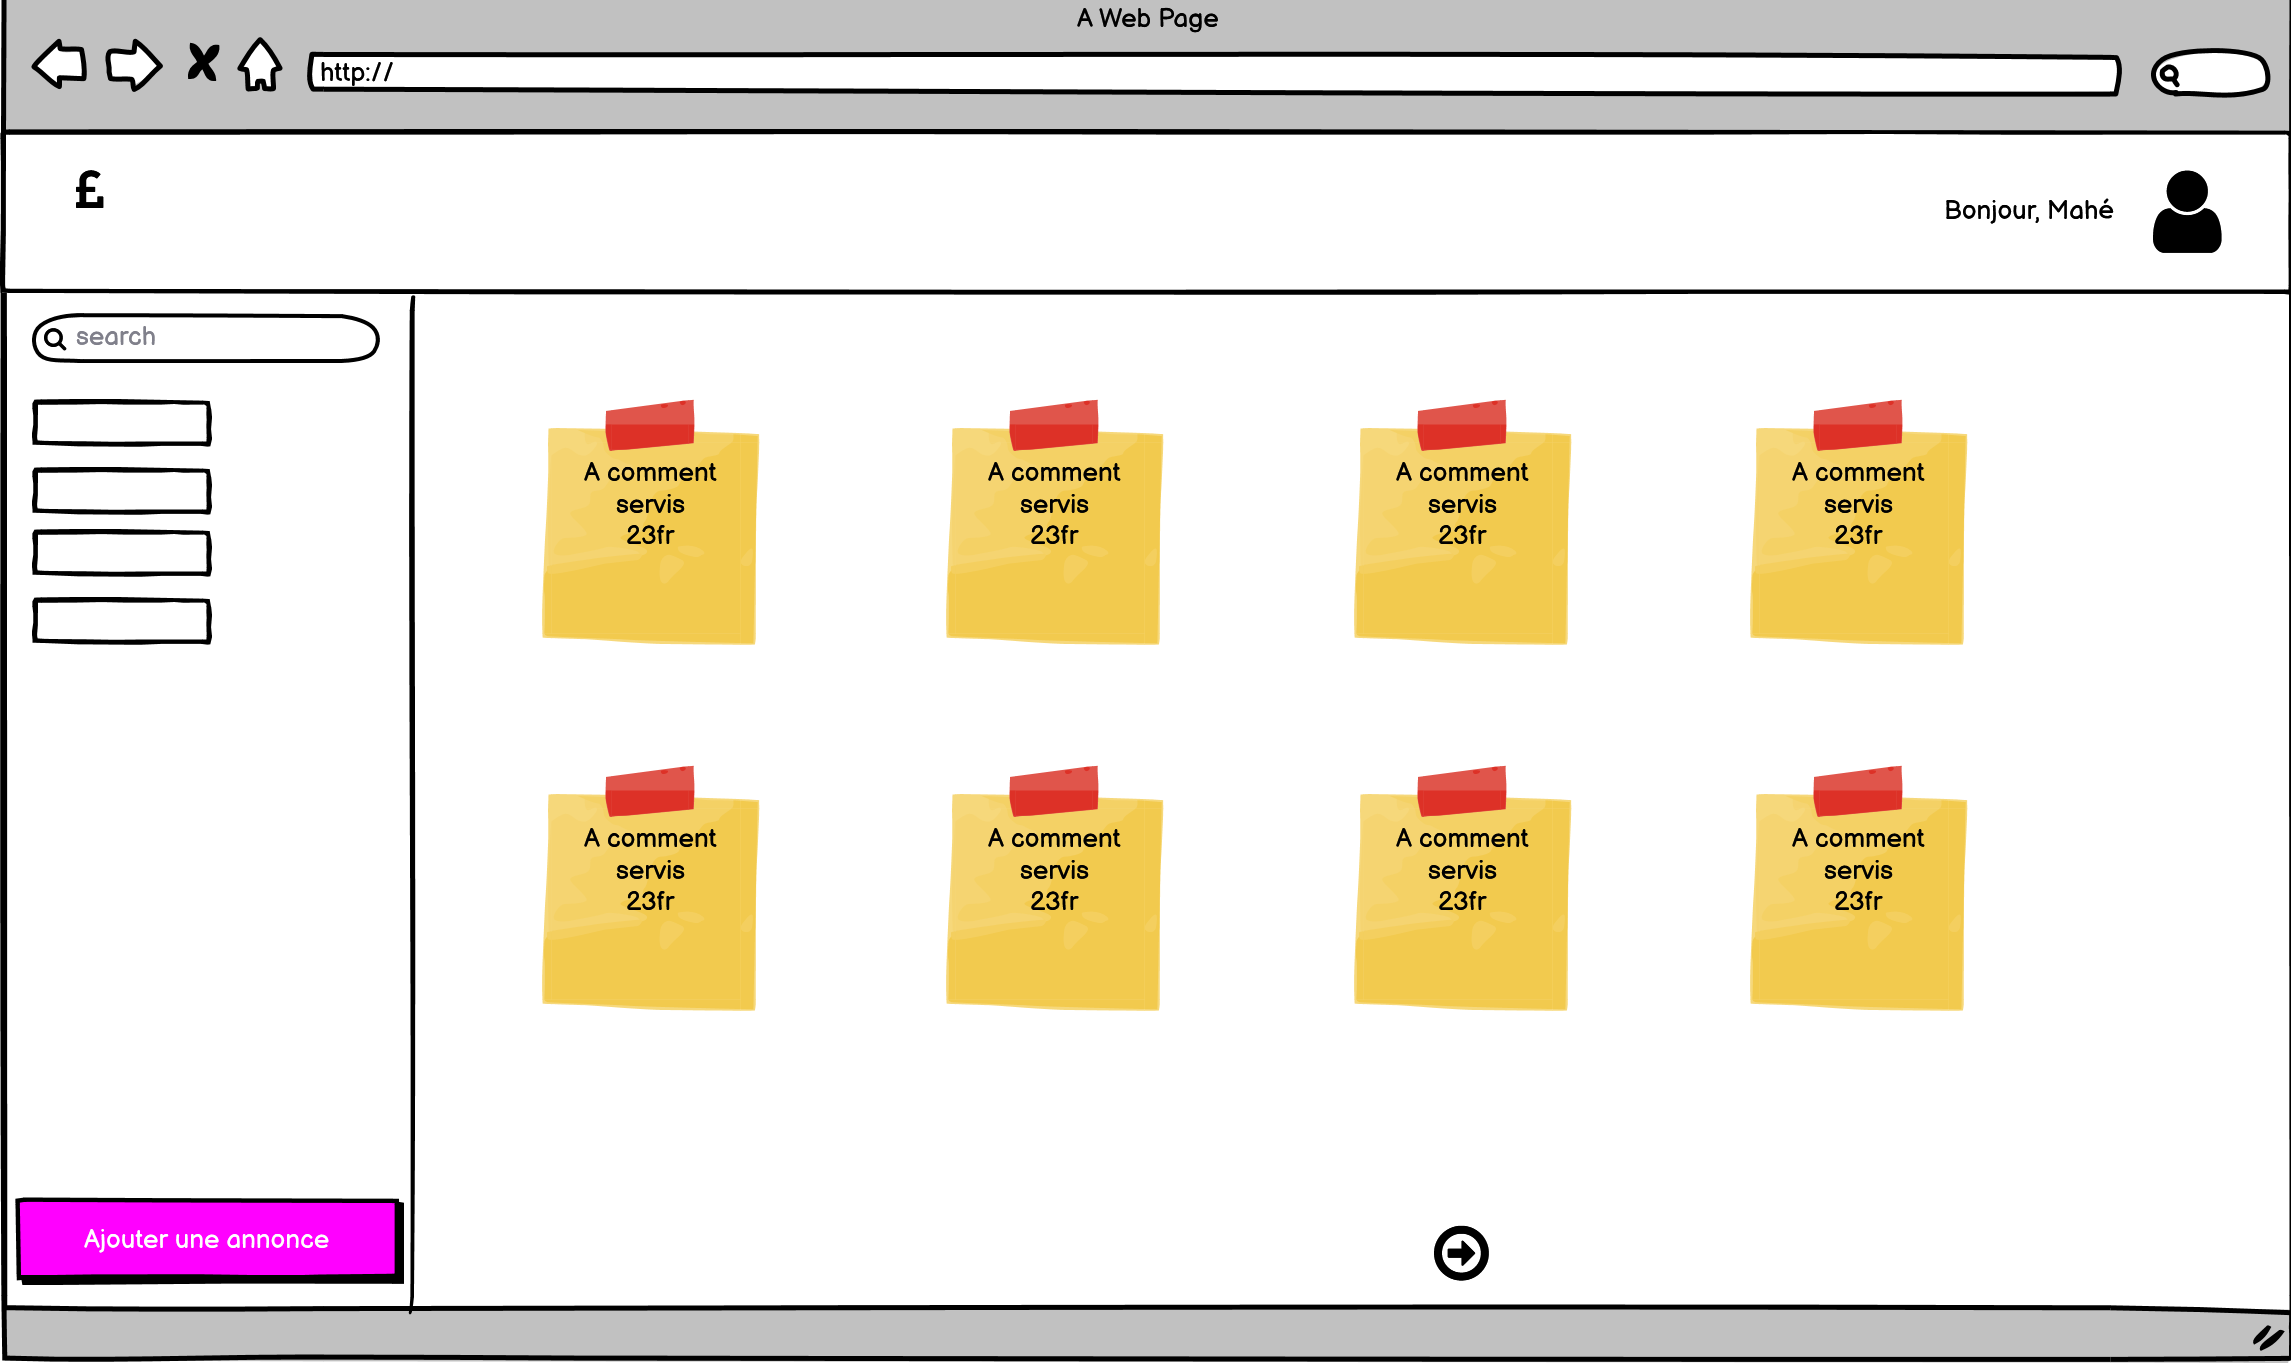 A Web Page
http://
£
Bonjour, Mahé
search
A comment
servis
23fr
A comment
servis
23fr
A comment
servis
23fr
A comment
servis
23fr
A comment
servis
23fr
A comment
servis
23fr
A comment
servis
23fr
A comment
servis
23fr
Ajouter une annonce